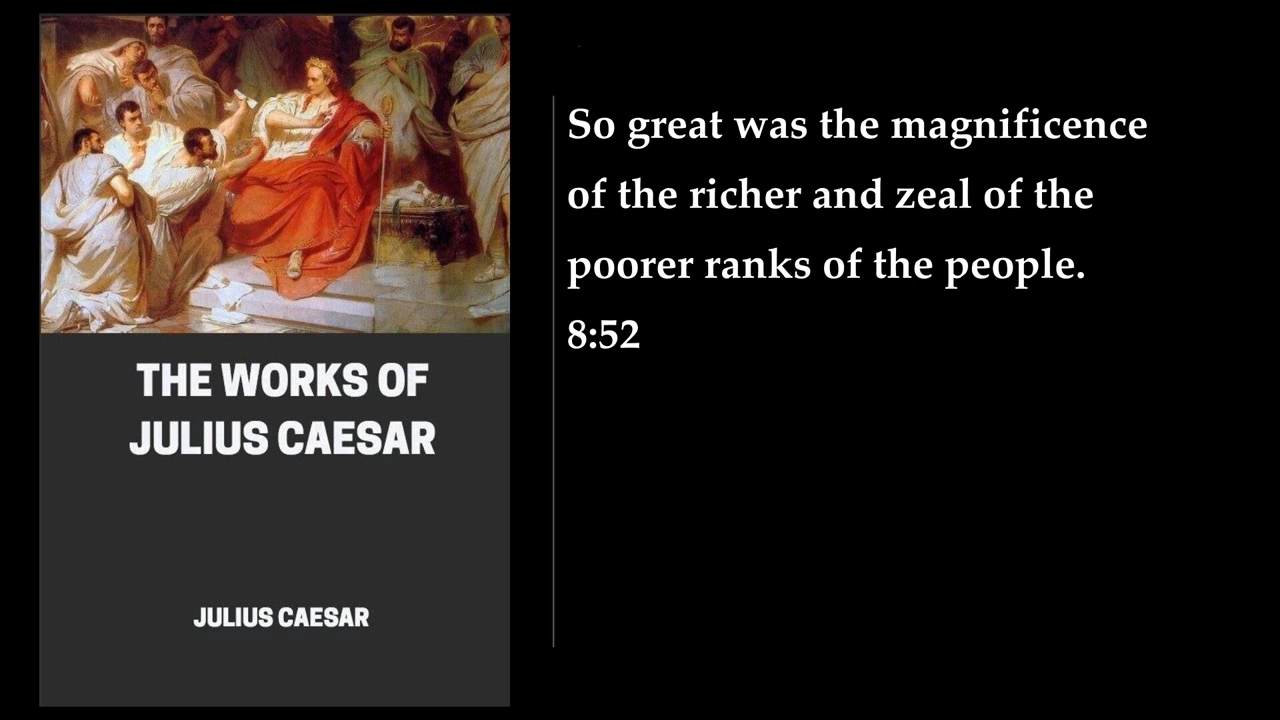 THE WORKS OF
JULIUS CAESAR
JULIUS CAESAR
So great was the magnificence
of the richer and zeal of the
poorer ranks of the people.
8:52